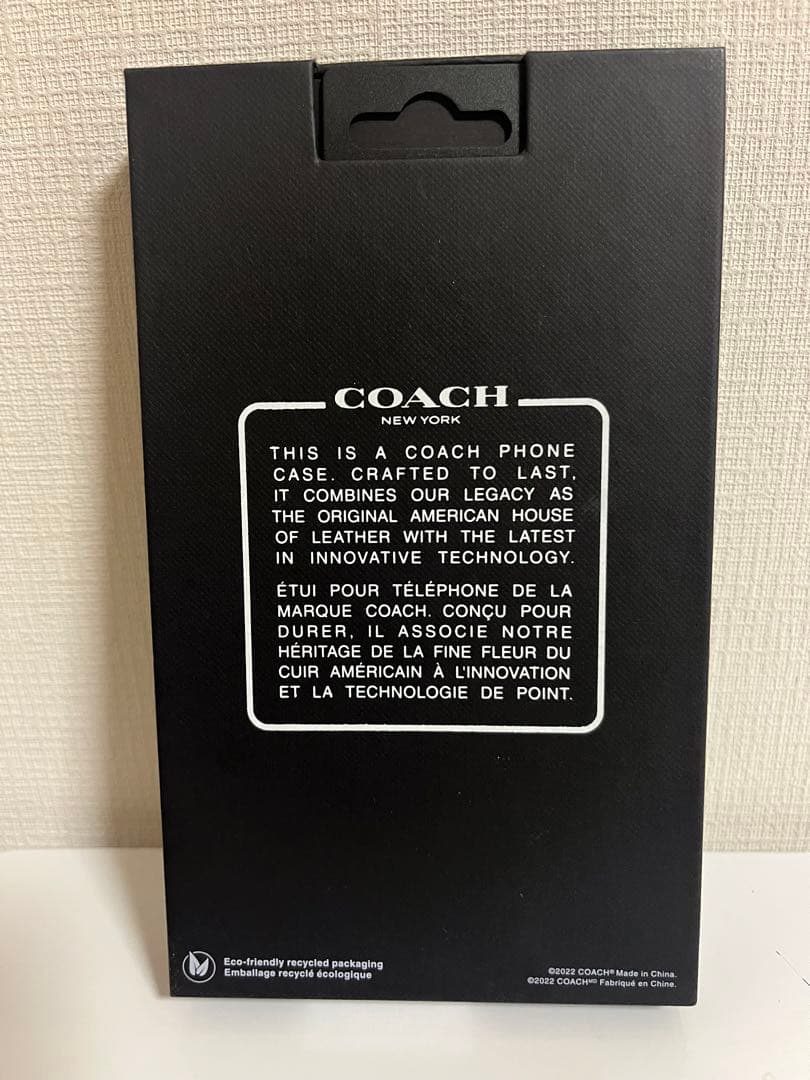 COACH
NEW YORK
THIS IS A COACH PHONE
CASE. CRAFTED TO LAST,
IT COMBINES OUR LEGACY AS
THE ORIGINAL AMERICAN HOUSE
OF LEATHER WITH THE LATEST
IN INNOVATIVE TECHNOLOGY.
ÉTUI POUR TÉLÉPHONE DE LA
MARQUE COACH. CONÇU POUR
DURER, IL ASSOCIE NOTRE
HÉRITAGE DE LA FINE FLEUR DU
CUIR AMÉRICAIN À L'INNOVATION
ET LA TECHNOLOGIE DE POINT.
Eco-friendly recycled packaging
Emballage recyclé écologique
©2022 COACH® Made in China.
©2022 COACHᴹᴰ Fabriqué en Chine.